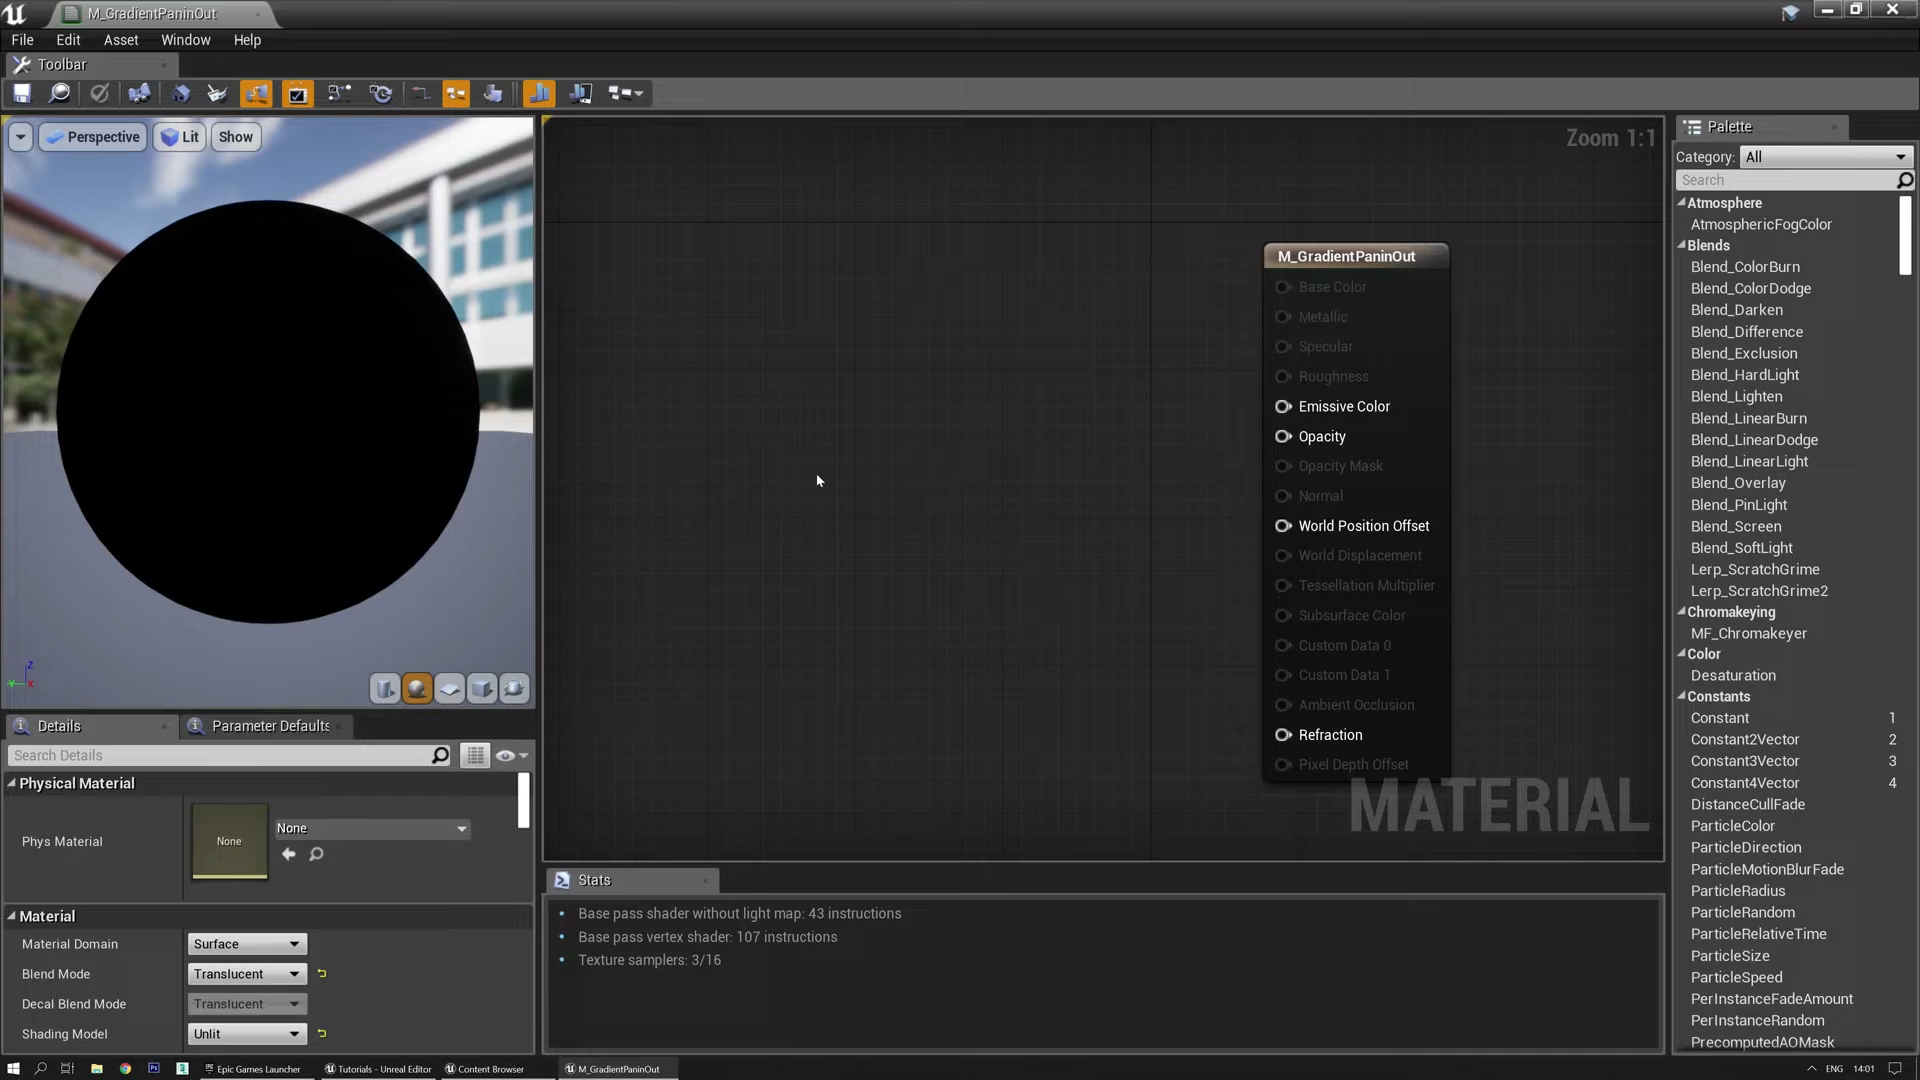 M_GradientPaninOut
File Edit Asset Window Help
Toolbar
Perspective Lit Show
Zoom 1:1
M_GradientPaninOut
Base Color
Metallic
Specular
Roughness
Emissive Color
Opacity
Opacity Mask
Normal
World Position Offset
World Displacement
Tessellation Multiplier
Subsurface Color
Custom Data 0
Custom Data 1
Ambient Occlusion
Refraction
Pixel Depth Offset
MATERIAL
Palette
Category: All
Search
Atmosphere
AtmosphericFogColor
Blends
Blend_ColorBurn
Blend_ColorDodge
Blend_Darken
Blend_Difference
Blend_Exclusion
Blend_HardLight
Blend_Lighten
Blend_LinearBurn
Blend_LinearDodge
Blend_LinearLight
Blend_Overlay
Blend_PinLight
Blend_Screen
Blend_SoftLight
Lerp_ScratchGrime
Lerp_ScratchGrime2
Chromakeying
MF_Chromakeyer
Color
Desaturation
Constants
Constant 1
Constant2Vector 2
Constant3Vector 3
Constant4Vector 4
DistanceCullFade
ParticleColor
ParticleDirection
ParticleMotionBlurFade
ParticleRadius
ParticleRandom
ParticleRelativeTime
ParticleSize
ParticleSpeed
PerInstanceFadeAmount
PerInstanceRandom
PrecomputedAOMask
Z
Y X
Details Parameter Defaults
Search Details
Physical Material
Phys Material None None
Material
Material Domain Surface
Blend Mode Translucent
Decal Blend Mode Translucent
Shading Model Unlit
Stats
Base pass shader without light map: 43 instructions
Base pass vertex shader: 107 instructions
Texture samplers: 3/16
Epic Games Launcher Tutorials - Unreal Editor Content Browser M_GradientPaninOut ENG 14:01